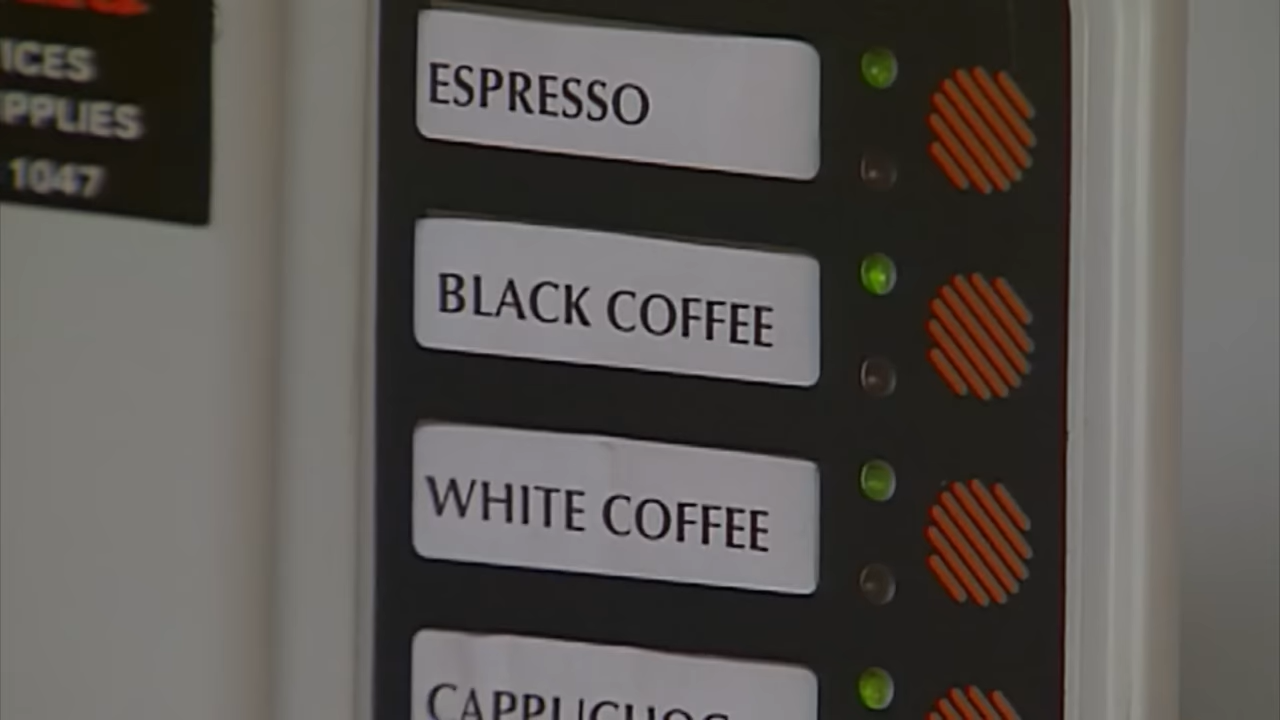 ICES
PPLIES
1047
ESPRESSO
BLACK COFFEE
WHITE COFFEE